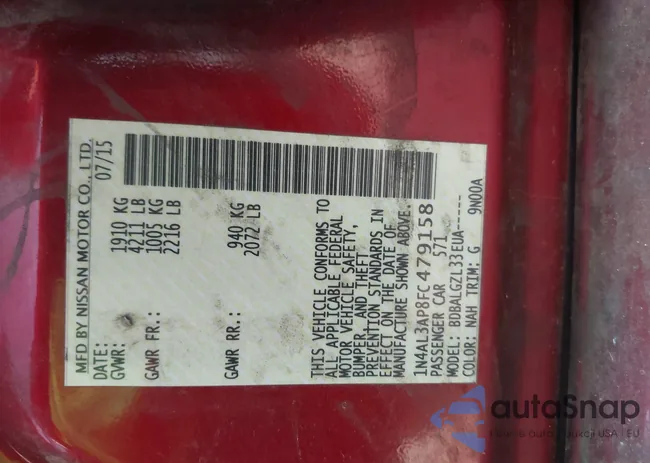 MFD BY NISSAN MOTOR CO., LTD.
DATE: 07/15
GVWR: 1910 KG
4211 LB
GAWR FR: 1005 KG
2216 LB
GAWR RR: 940 KG
2072 LB
THIS VEHICLE CONFORMS TO
ALL APPLICABLE FEDERAL
MOTOR VEHICLE SAFETY,
BUMPER, AND THEFT
PREVENTION STANDARDS IN
EFFECT ON THE DATE OF
MANUFACTURE SHOWN ABOVE.
1N4AL3AP8FC479158
PASSENGER CAR 571
MODEL: BDBALGZL33EUA-----
COLOR: NAH TRIM: G 9N00A
autoSnap
USA | EU